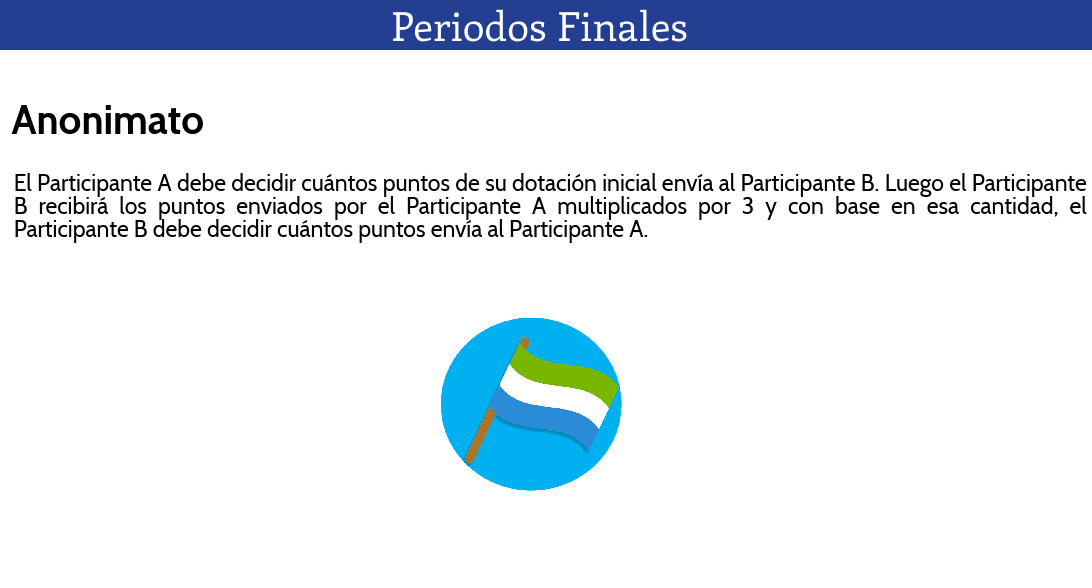 Periodos Finales
Anonimato
El Participante A debe decidir cuántos puntos de su dotación inicial envía al Participante B. Luego el Participante
B recibirá los puntos enviados por el Participante A multiplicados por 3 y con base en esa cantidad, el
Participante B debe decidir cuántos puntos envía al Participante A.